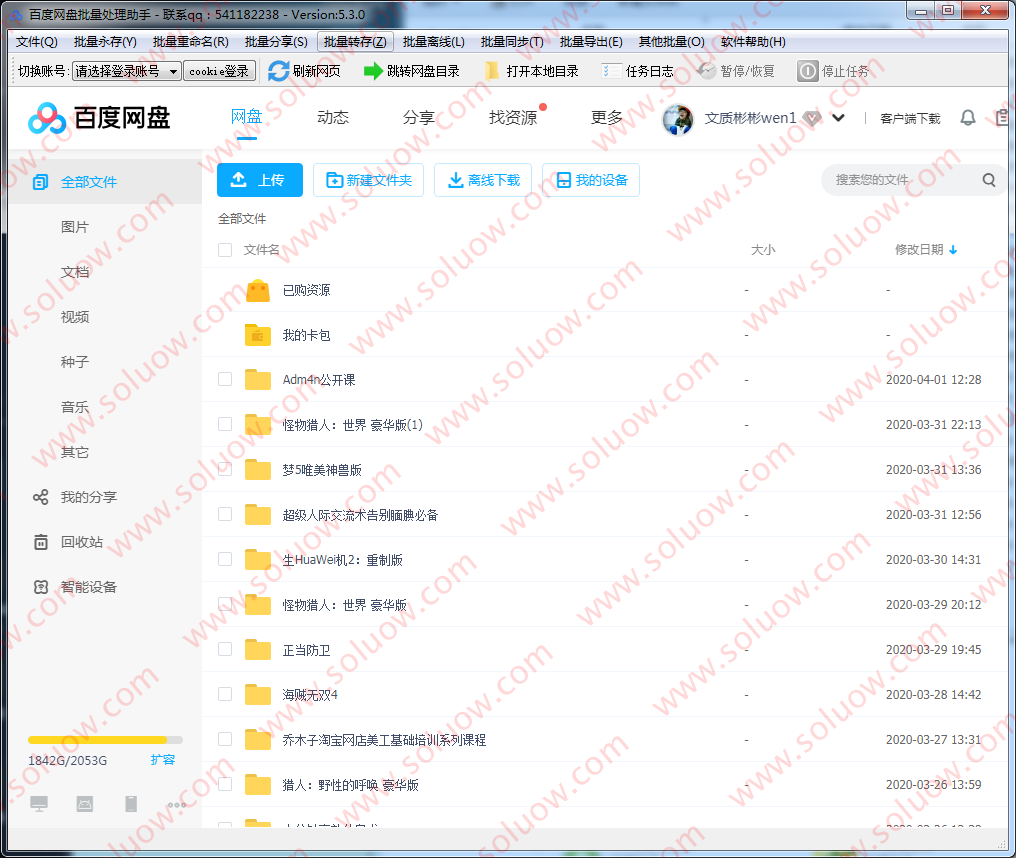 百度网盘批量处理助手 - 联系qq：541182238 - Version:5.3.0
文件(Q) 批量永存(Y) 批量重命名(R) 批量分享(S) 批量转存(Z) 批量离线(L) 批量同步(T) 批量导出(E) 其他批量(O) 软件帮助(H)
切换账号: 请选择登录账号 cookie登录 刷新网页 跳转网盘目录 打开本地目录 任务日志 暂停/恢复 停止任务
百度网盘 网盘 动态 分享 找资源 更多 文质彬彬wen1 客户端下载
全部文件 上传 新建文件夹 离线下载 我的设备 搜索您的文件
全部文件
图片
文件名 大小 修改日期
文档
已购资源 - -
视频
我的卡包 - -
种子
Adm4n公开课 - 2020-04-01 12:28
音乐
怪物猎人：世界 豪华版(1) - 2020-03-31 22:13
其它
梦5唯美神兽版 - 2020-03-31 13:36
我的分享
超级人际交流术告别腼腆必备 - 2020-03-31 12:56
回收站
生HuaWei机2：重制版 - 2020-03-30 14:31
智能设备
怪物猎人：世界 豪华版 - 2020-03-29 20:12
正当防卫 - 2020-03-29 19:45
海贼无双4 - 2020-03-28 14:42
乔木子淘宝网店美工基础培训系列课程 - 2020-03-27 13:31
1842G/2053G 扩容
猎人：野性的呼唤 豪华版 - 2020-03-26 13:59
www.soluow.com